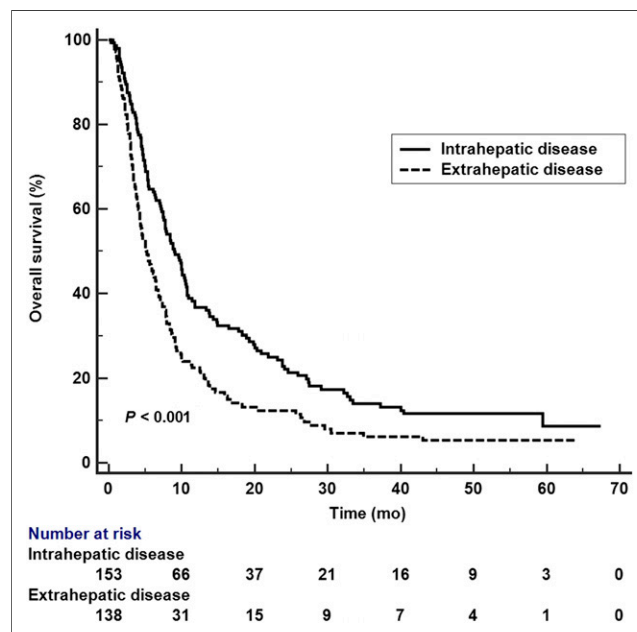 100
80
60
40
20
0
Overall survival (%)
Intrahepatic disease
Extrahepatic disease
P < 0.001
0 10 20 30 40 50 60 70
Time (mo)
Number at risk
Intrahepatic disease
153 66 37 21 16 9 3 0
Extrahepatic disease
138 31 15 9 7 4 1 0